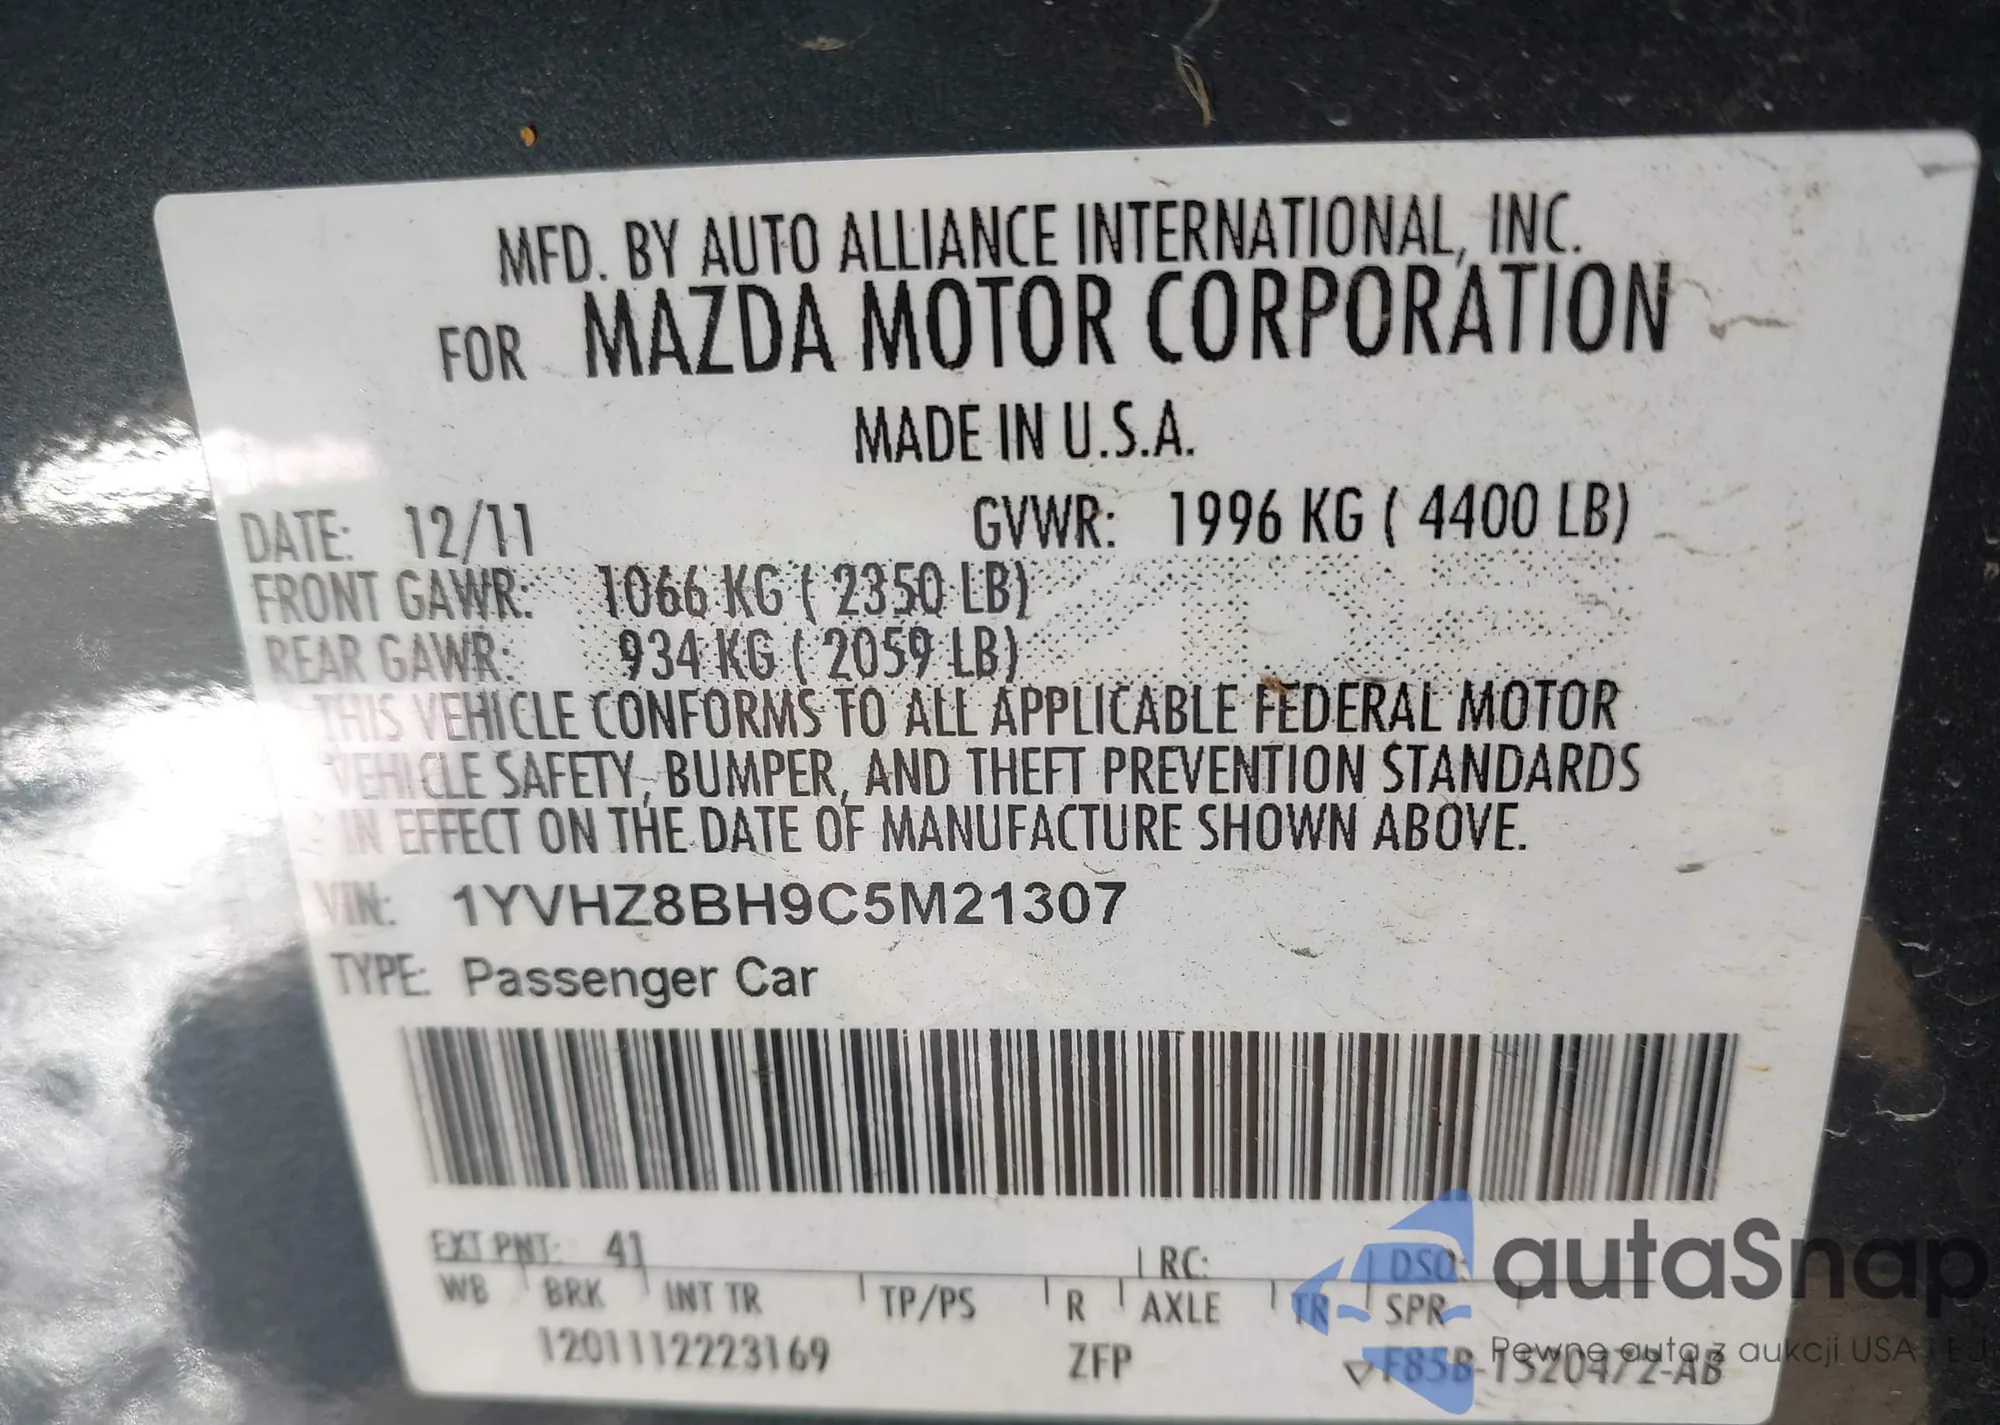 MFD. BY AUTO ALLIANCE INTERNATIONAL, INC.
FOR MAZDA MOTOR CORPORATION
MADE IN U.S.A.
DATE: 12/11 GVWR: 1996 KG ( 4400 LB)
FRONT GAWR: 1066 KG ( 2350 LB)
REAR GAWR: 934 KG ( 2059 LB)
THIS VEHICLE CONFORMS TO ALL APPLICABLE FEDERAL MOTOR
VEHICLE SAFETY, BUMPER, AND THEFT PREVENTION STANDARDS
IN EFFECT ON THE DATE OF MANUFACTURE SHOWN ABOVE.
VIN: 1YVHZ8BH9C5M21307
TYPE: Passenger Car
EXT PNT: 41 RC: DSO:
WB BRK INT TR TP/PS R AXLE TR SPR
1201112223169 ZFP F85B-1520472-AB
autaSnap
Pewne auta z aukcji USA i EU